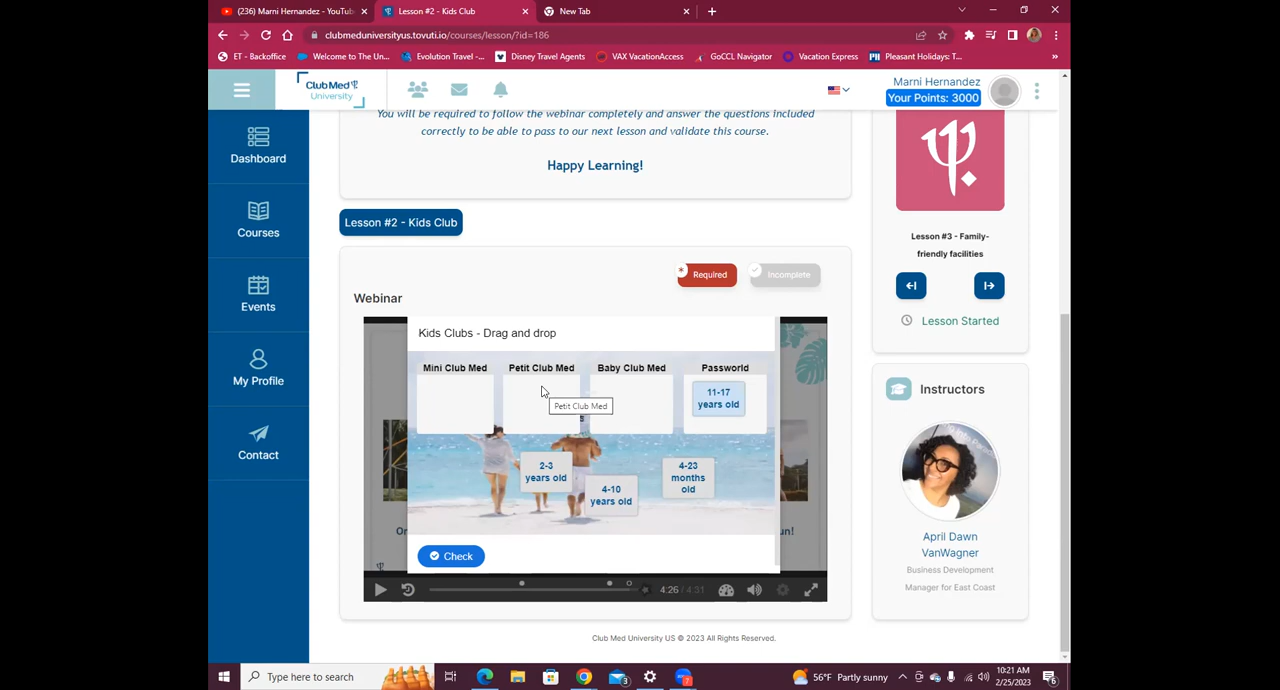 (236) Marni Hernandez - YouTub
Lesson #2 - Kids Club
New Tab
clubmeduniversityus.tovuti.io/courses/lesson/?id=186
ET - Backoffice
Welcome to The Un...
Evolution Travel -...
Disney Travel Agents
VAX VacationAccess
GoCCL Navigator
Vacation Express
Pleasant Holidays: T...
Club Med
University
Marni Hernandez
Your Points: 3000
You will be required to follow the webinar completely and answer the questions included
correctly to be able to pass to our next lesson and validate this course.
Happy Learning!
Dashboard
Courses
Events
My Profile
Contact
Lesson #2 - Kids Club
Required
Incomplete
Webinar
Kids Clubs - Drag and drop
Mini Club Med
Petit Club Med
Baby Club Med
Passworld
11-17
years old
Petit Club Med
2-3
years old
4-10
years old
4-23
months
old
Check
4:26 / 4:31
Lesson #3 - Family-
friendly facilities
Lesson Started
Instructors
April Dawn
VanWagner
Business Development
Manager for East Coast
Club Med University US © 2023 All Rights Reserved.
Type here to search
56°F Partly sunny
10:21 AM
2/25/2023